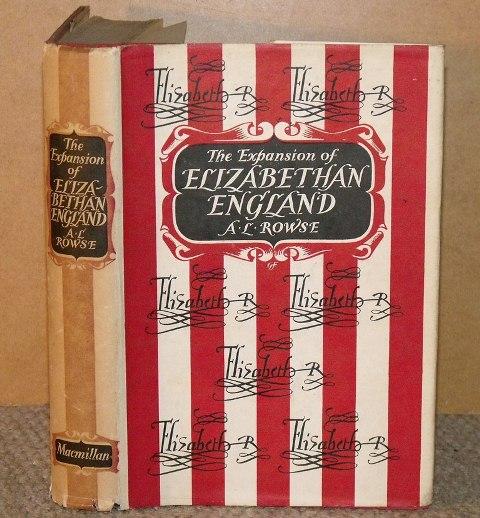 The
Expansion
of
ELIZA-
BETHAN
ENGLAND
A·L
ROWSE
Macmillan
Elizabeth R
Elizabeth R
The Expansion of
ELIZABETHAN
ENGLAND
A·L·ROWSE
Elizabeth R
Elizabeth R
Elizabeth R
Elizabeth R
Elizabeth R